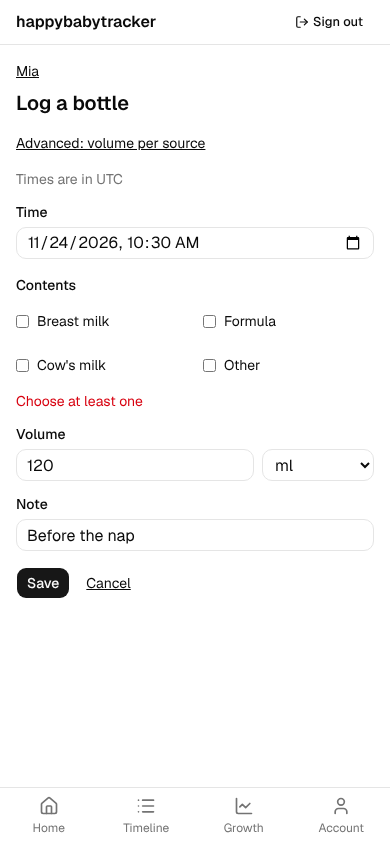 happybabytracker
Sign out
Mia
Log a bottle
Advanced: volume per source
Times are in UTC
Time
11/24/2026, 10:30 AM
Contents
Breast milk
Formula
Cow's milk
Other
Choose at least one
Volume
120
ml
Note
Before the nap
Save
Cancel
Home
Timeline
Growth
Account